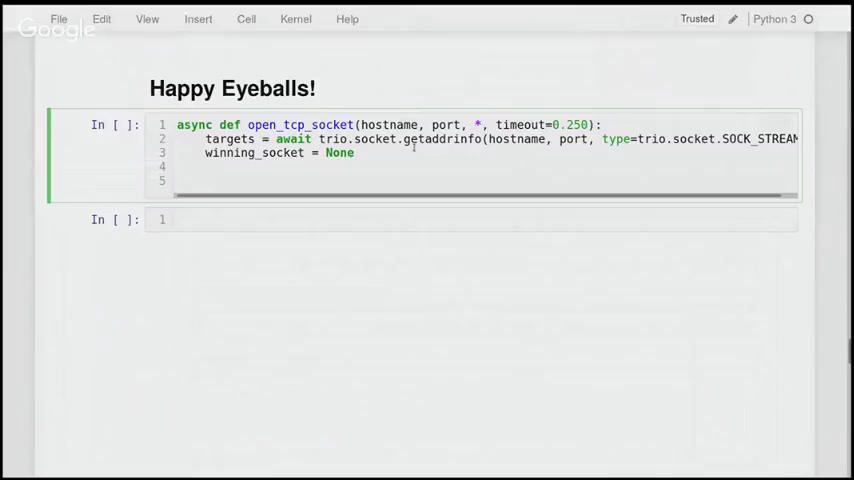 File Edit View Insert Cell Kernel Help Trusted Python 3
Google
Happy Eyeballs!
In [ ]: 1 async def open_tcp_socket(hostname, port, *, timeout=0.250):
2 targets = await trio.socket.getaddrinfo(hostname, port, type=trio.socket.SOCK_STREAM
3 winning_socket = None
4
5
In [ ]: 1